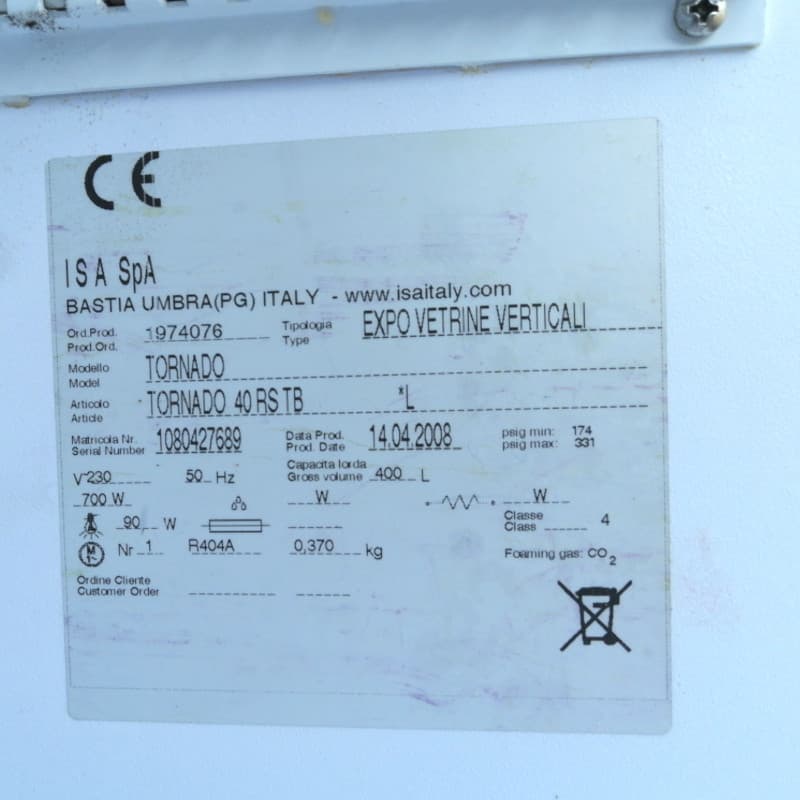 CE
ISA SpA
BASTIA UMBRA(PG) ITALY - www.isaitaly.com
Ord.Prod. Prod.Ord. 1974076 Tipologia Type EXPO VETRINE VERTICALI
Modello Model TORNADO
Articolo Article TORNADO 40 RS TB *L
Matricola Nr. Serial Number 1080427689 Data Prod. Prod. Date 14.04.2008 psig min: 174 psig max: 331
V~230 50 Hz Capacita lorda Gross volume 400 L
700 W W W
90 W Classe Class 4
M 1~ Nr 1 R404A 0,370 kg Foaming gas: CO2
Ordine Cliente
Customer Order